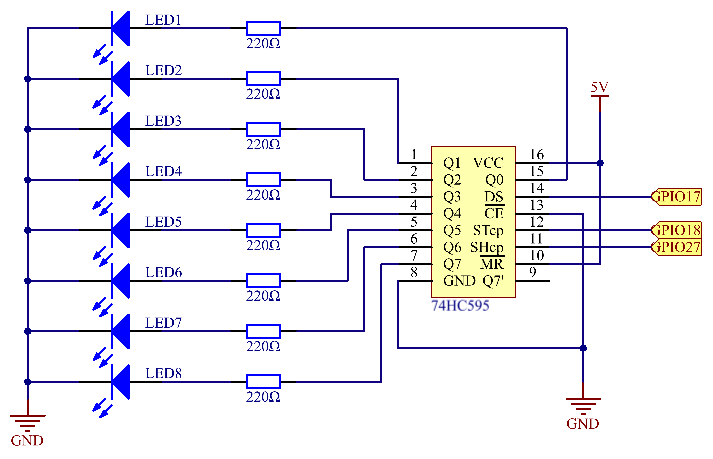 LED1
220Ω
LED2
220Ω
LED3
220Ω
LED4
220Ω
LED5
220Ω
LED6
220Ω
LED7
220Ω
LED8
220Ω
GND
5V
1 Q1 VCC 16
2 Q2 Q0 15
3 Q3 DS 14
4 Q4 CE 13
5 Q5 STcp 12
6 Q6 SHcp 11
7 Q7 MR 10
8 GND Q7' 9
74HC595
GPIO17
GPIO18
GPIO27
GND